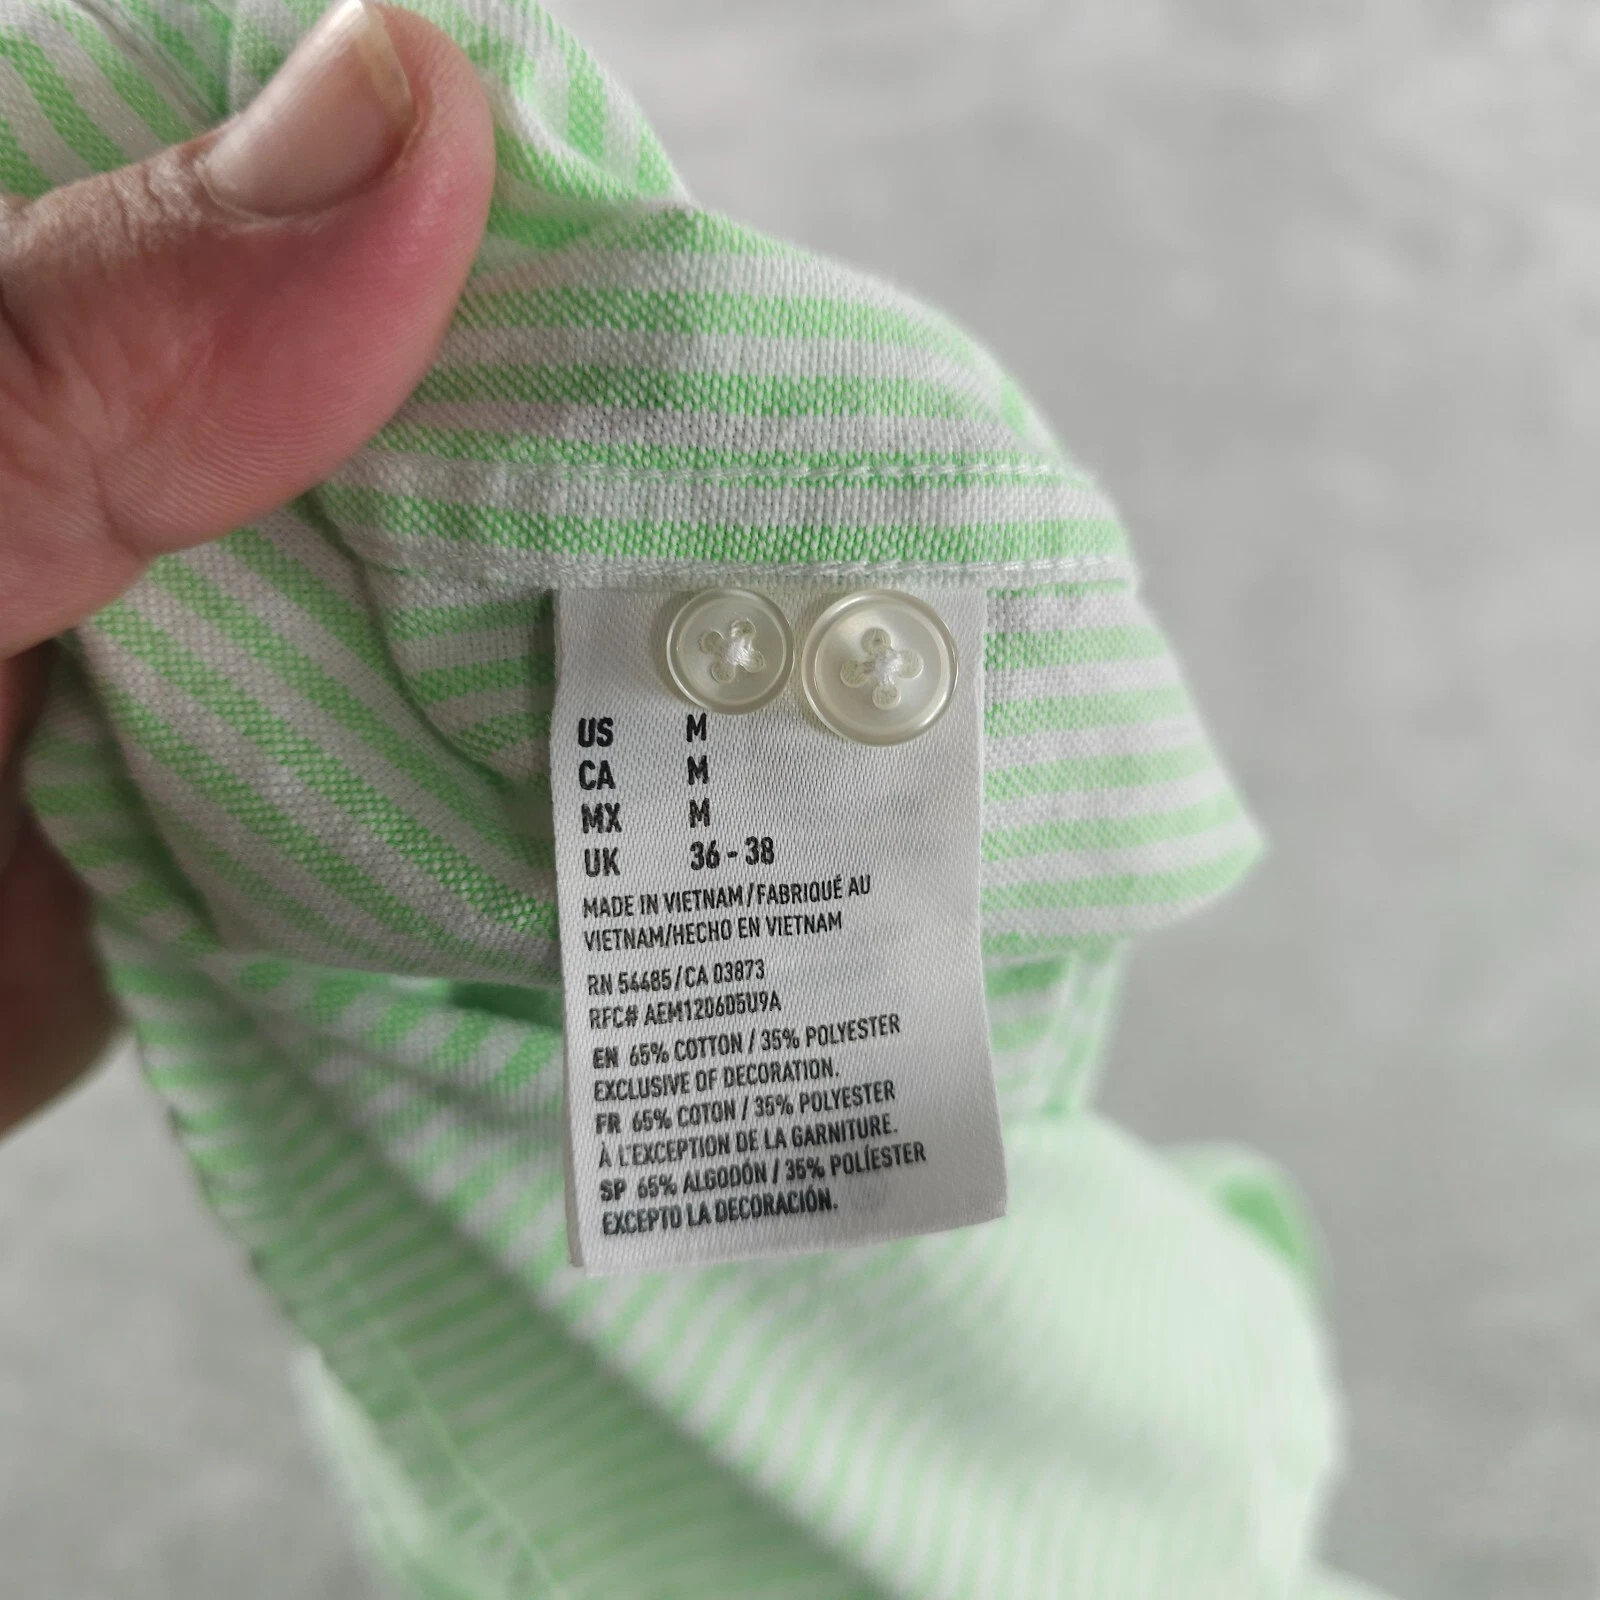 US M
CA M
MX M
UK 36 - 38
MADE IN VIETNAM/FABRIQUÉ AU
VIETNAM/HECHO EN VIETNAM
RN 54485/CA 03873
RFC# AEM120605U9A
EN 65% COTTON / 35% POLYESTER
EXCLUSIVE OF DECORATION.
FR 65% COTON / 35% POLYESTER
À L'EXCEPTION DE LA GARNITURE.
SP 65% ALGODÓN / 35% POLÍESTER
EXCEPTO LA DECORACIÓN.